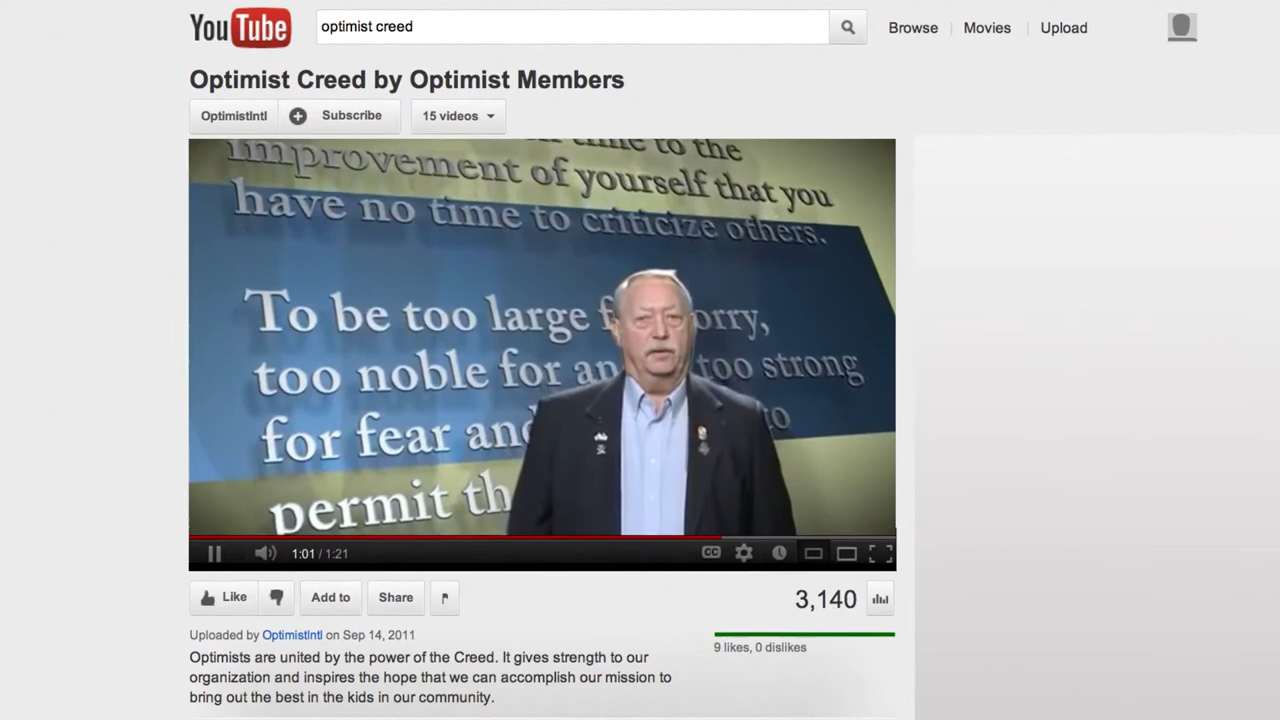 YouTube
optimist creed
Browse
Movies
Upload
Optimist Creed by Optimist Members
OptimistIntl
Subscribe
15 videos
time to the
improvement of yourself that you
have no time to criticize others.
To be too large
too noble for an too strong
for fear and to
permit th
1:01 / 1:21
CC
Like
Add to
Share
3,140
Uploaded by OptimistIntl on Sep 14, 2011
9 likes, 0 dislikes
Optimists are united by the power of the Creed. It gives strength to our
organization and inspires the hope that we can accomplish our mission to
bring out the best in the kids in our community.